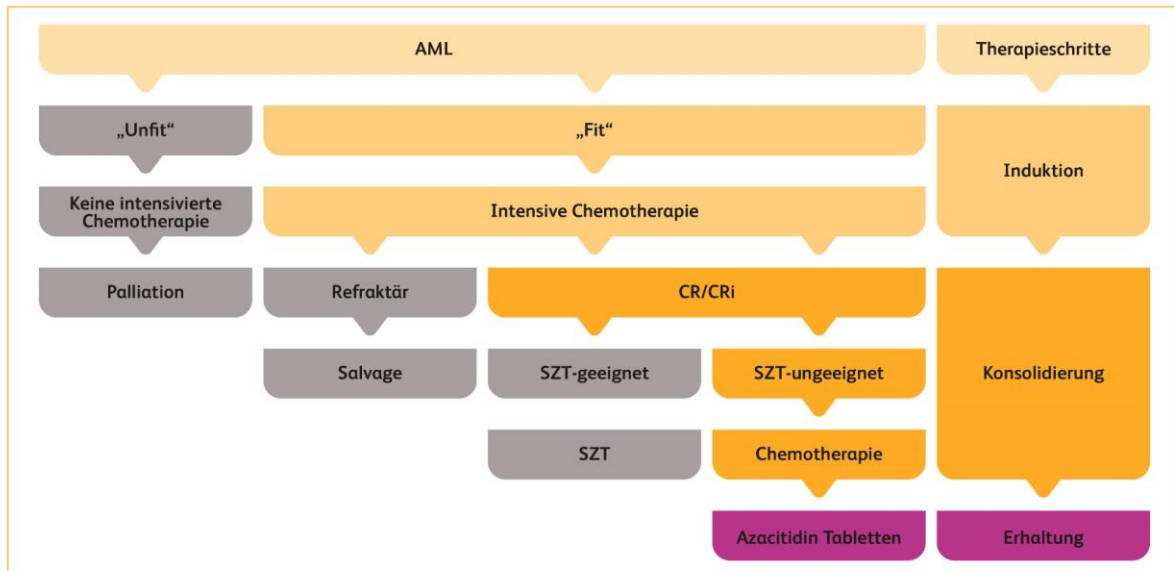 AML
Therapieschritte
„Unfit“
„Fit“
Induktion
Keine intensivierte
Chemotherapie
Intensive Chemotherapie
Palliation
Refraktär
CR/CRi
Konsolidierung
Salvage
SZT-geeignet
SZT-ungeeignet
SZT
Chemotherapie
Azacitidin Tabletten
Erhaltung